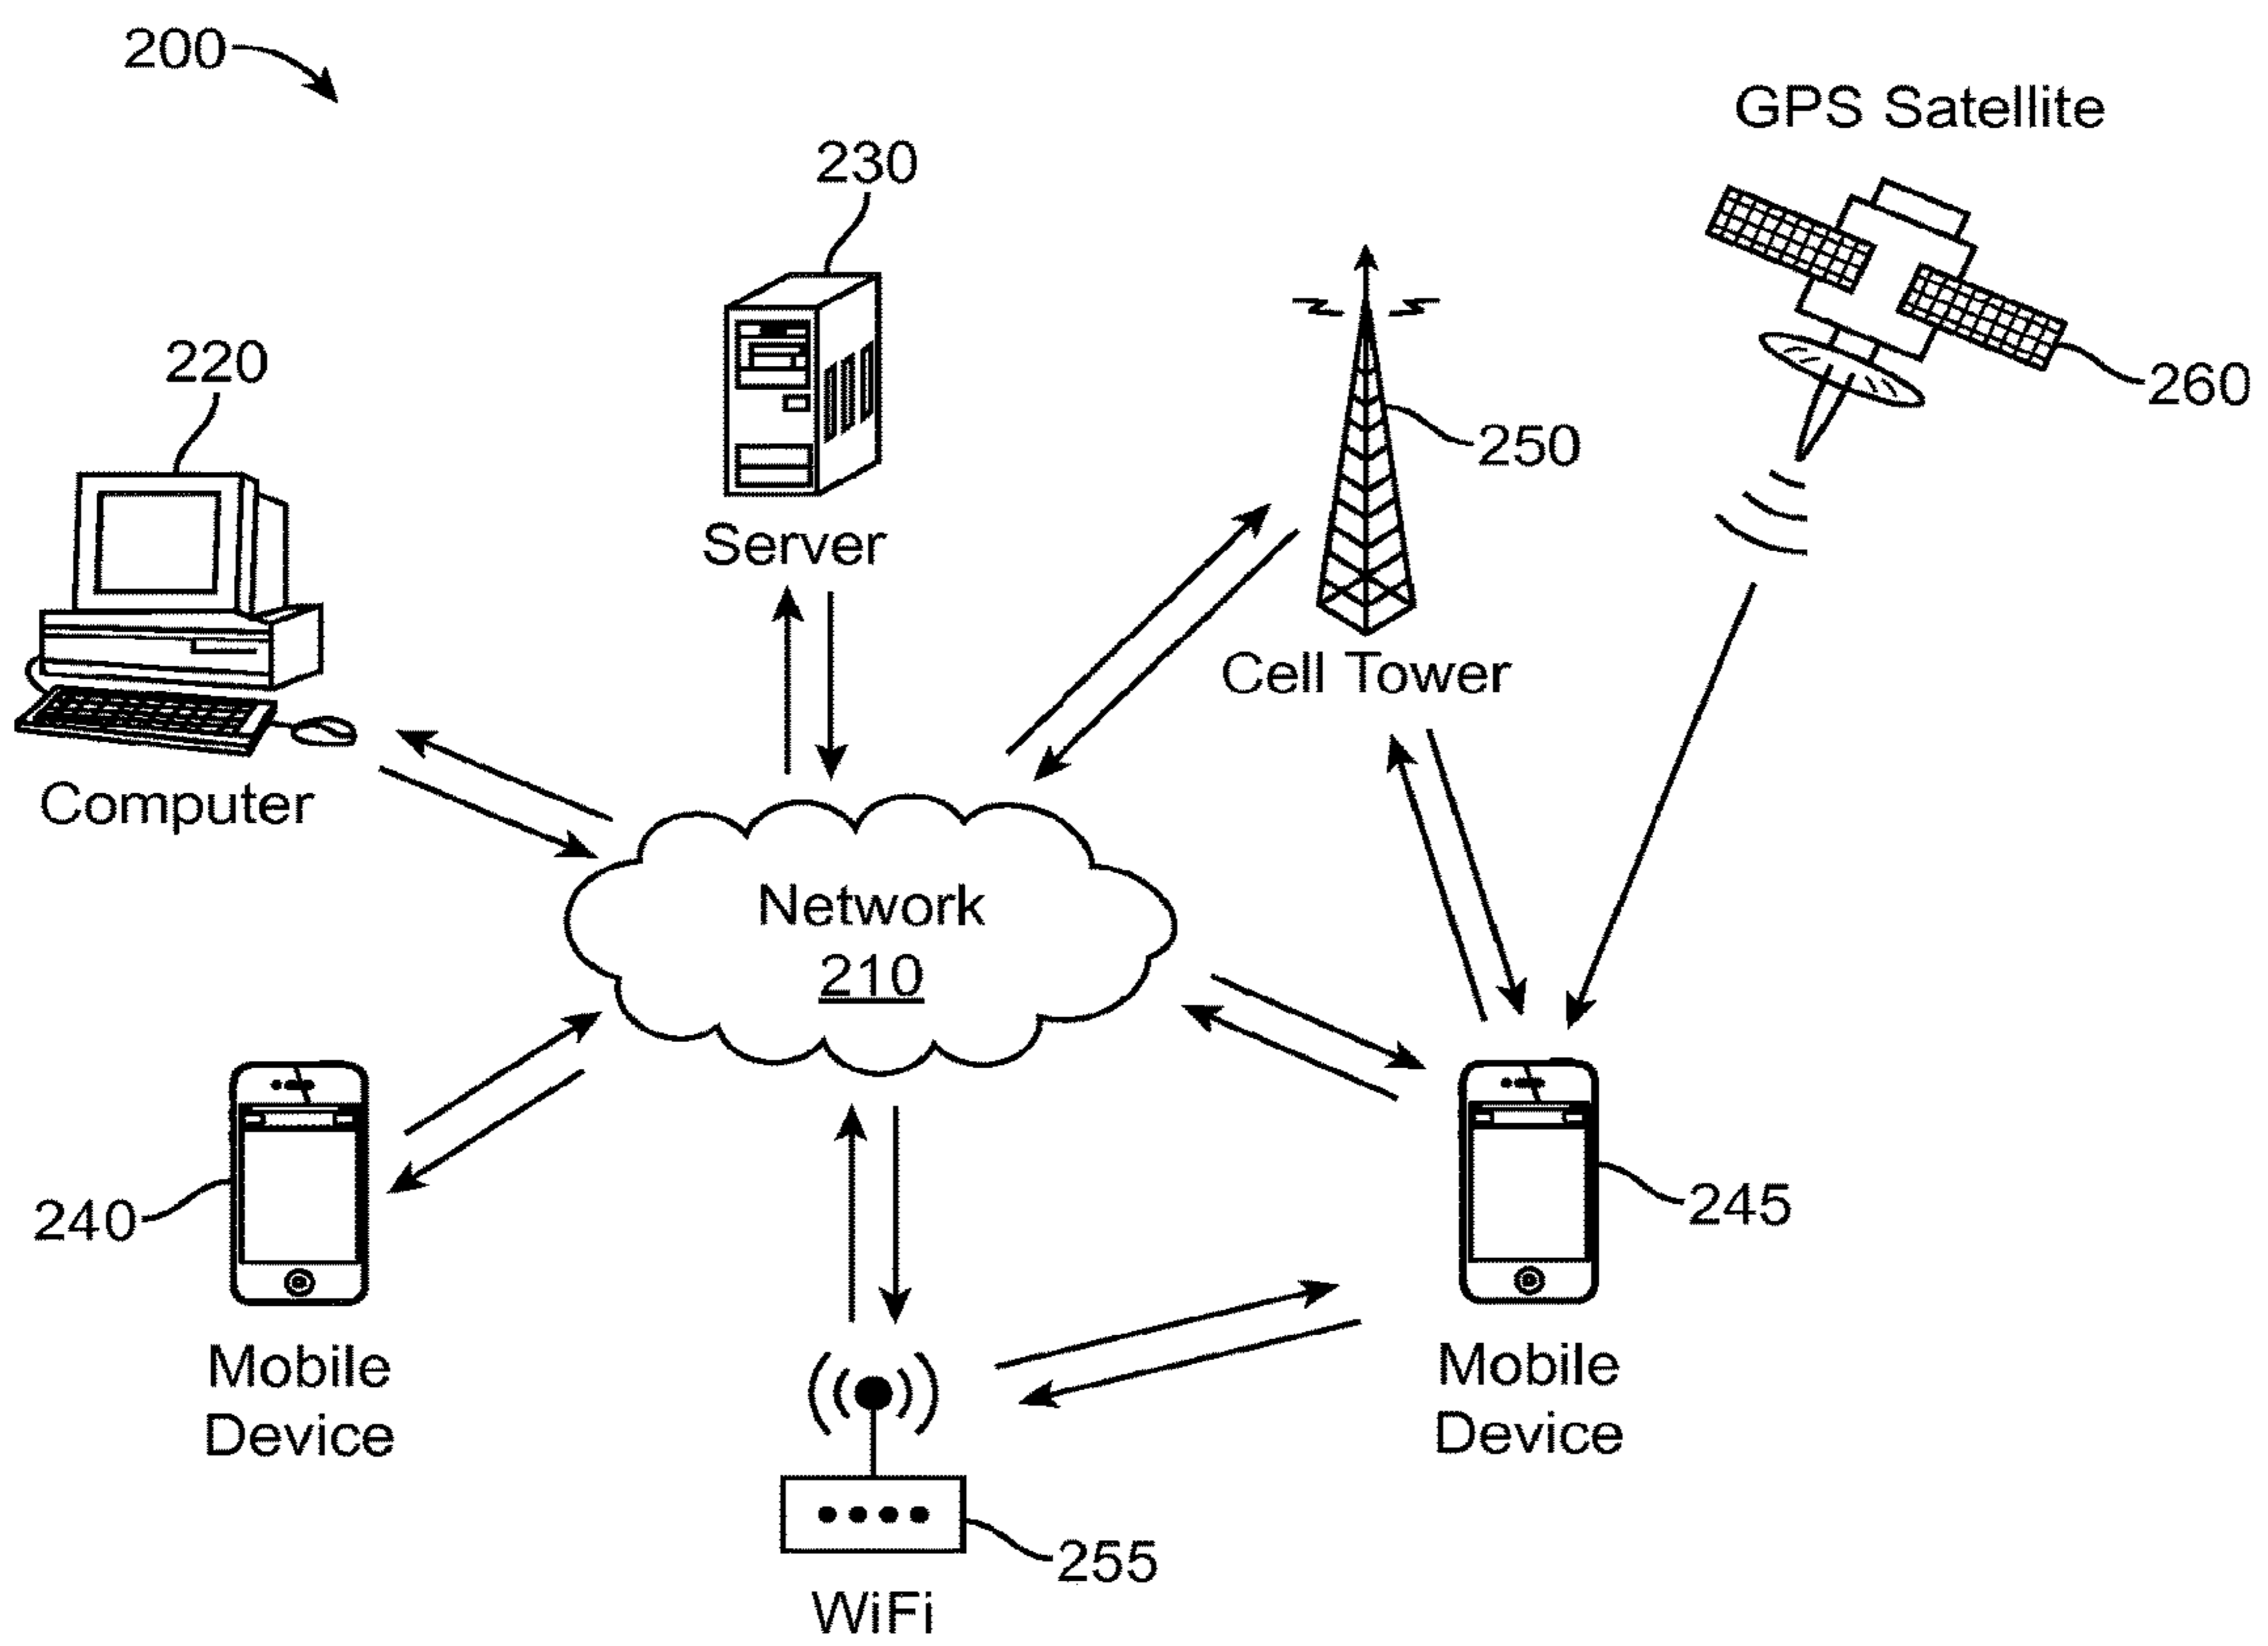 200
GPS Satellite
230
220
260
250
Server
Cell Tower
Computer
Network
210
240
245
Mobile
Device
Mobile
Device
255
WiFi